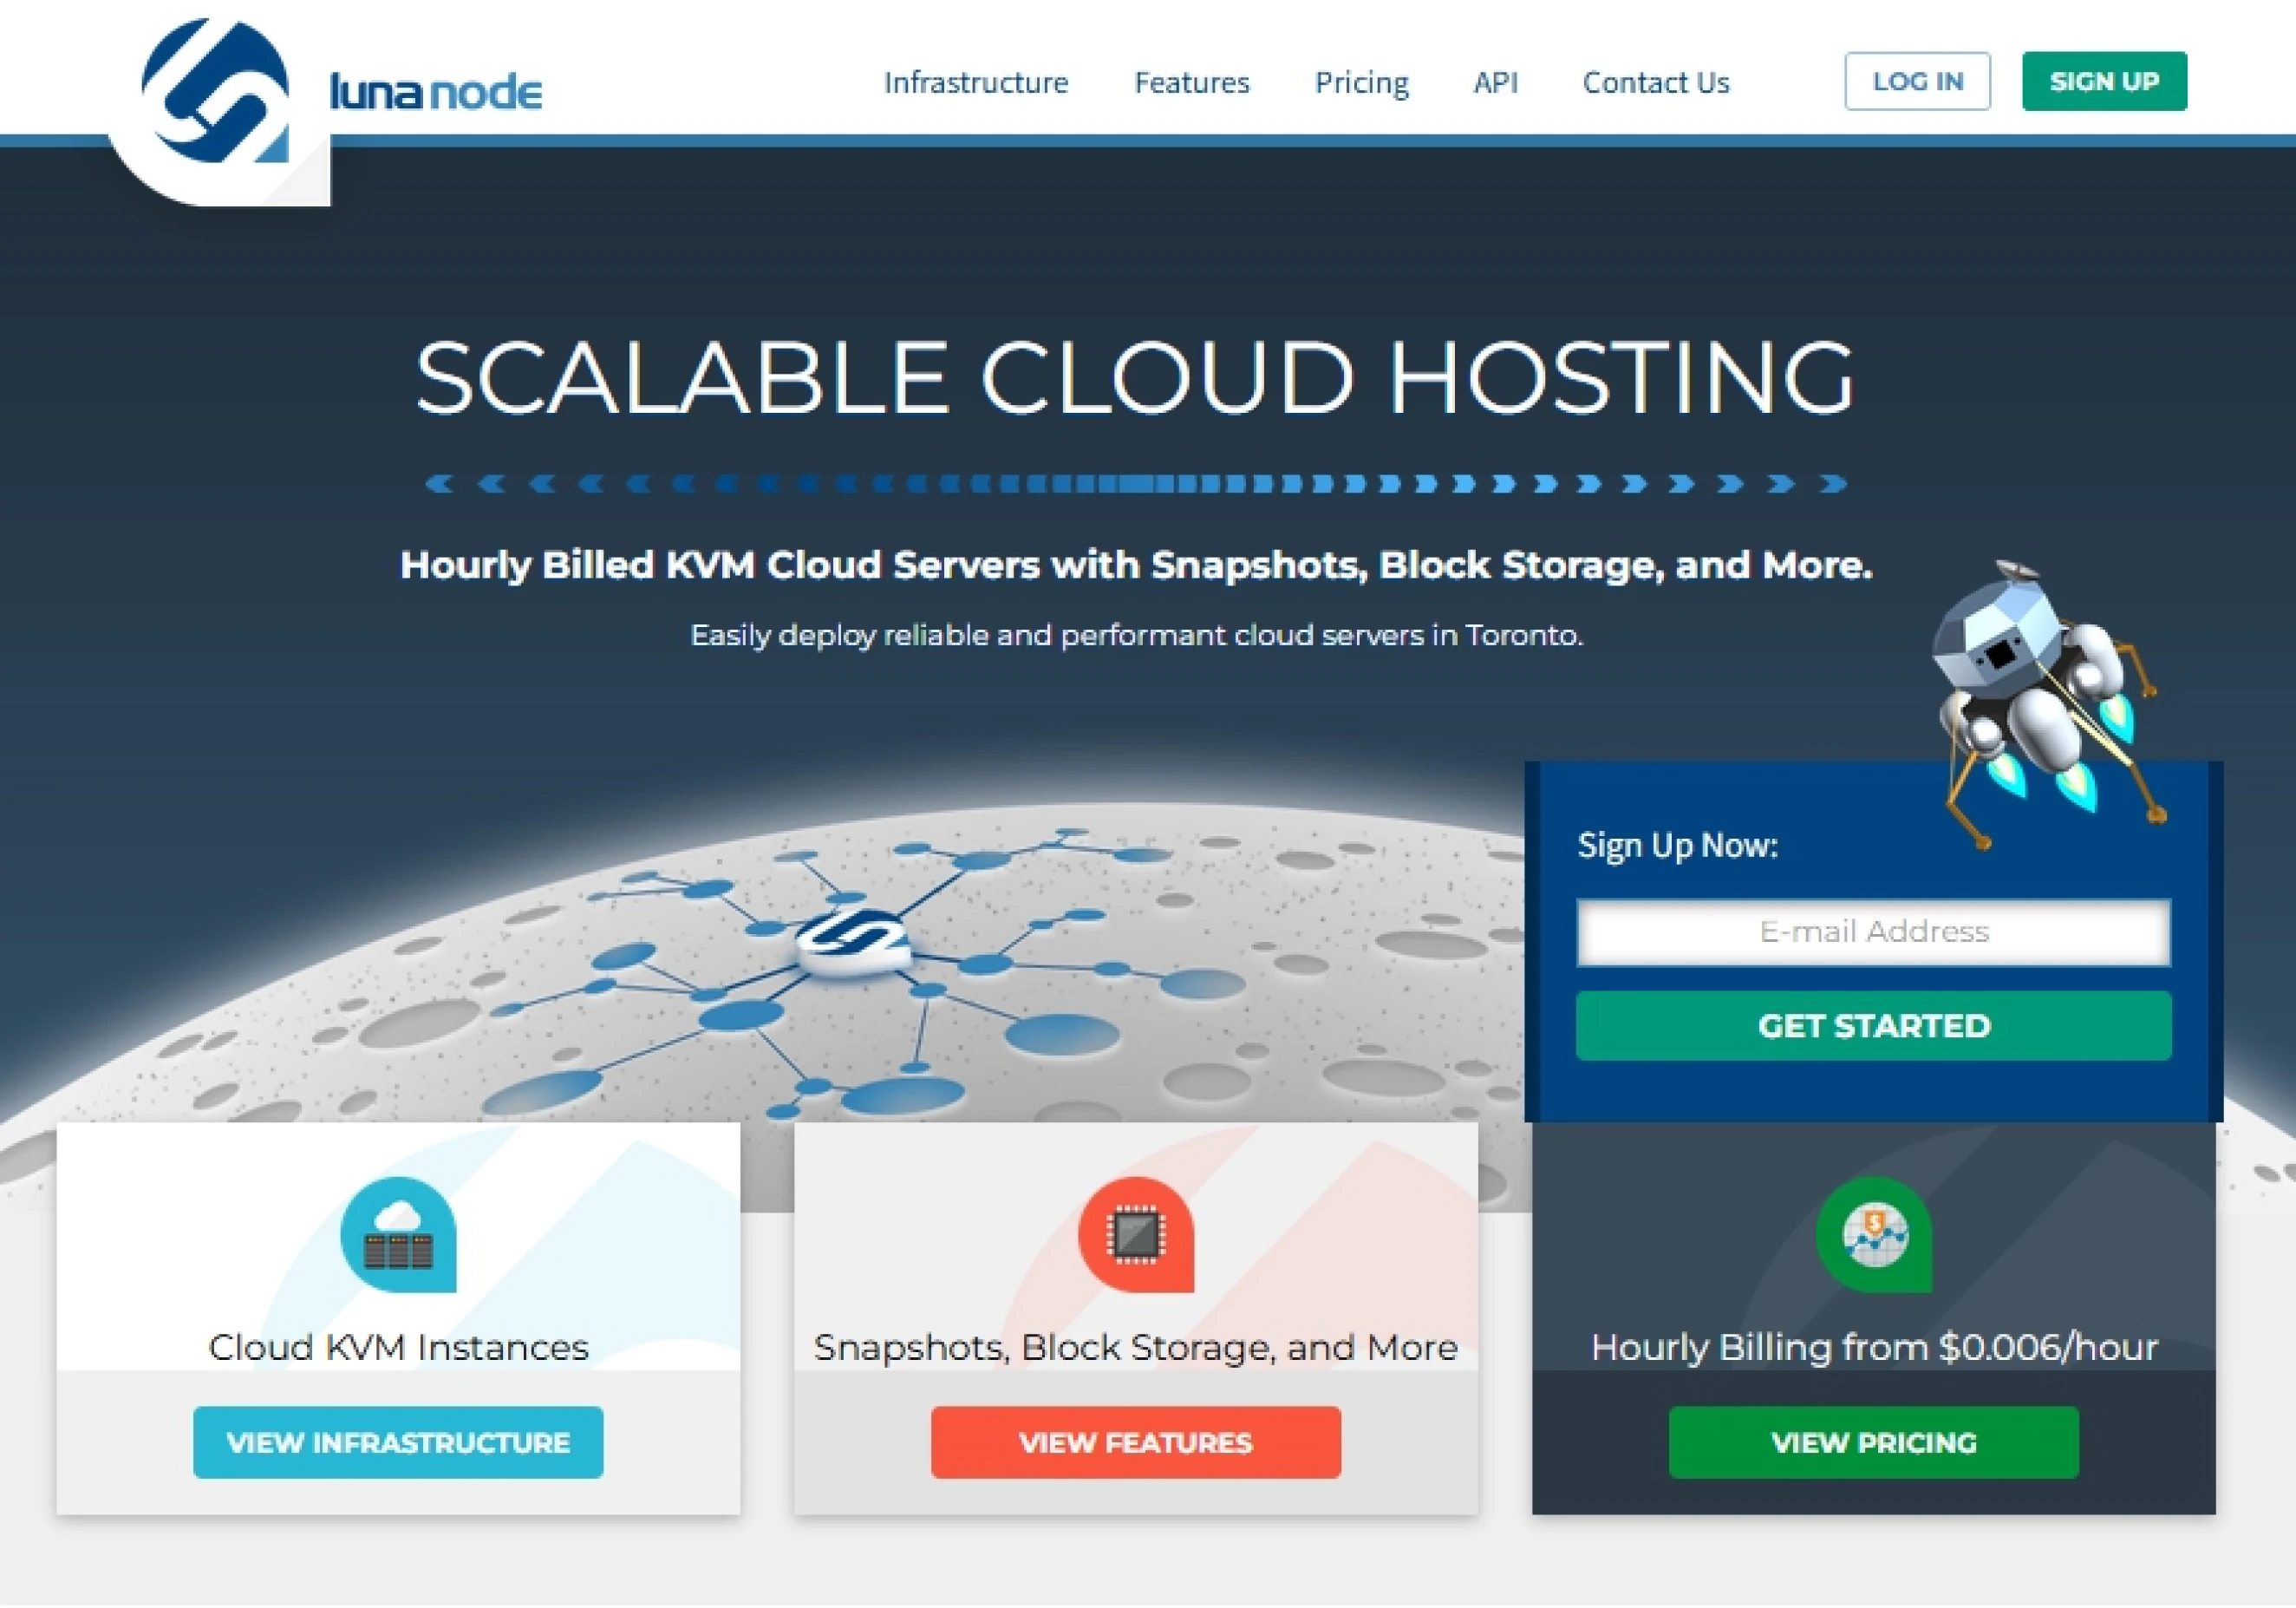 lunanode
Infrastructure Features Pricing API Contact Us LOG IN SIGN UP
SCALABLE CLOUD HOSTING
Hourly Billed KVM Cloud Servers with Snapshots, Block Storage, and More.
Easily deploy reliable and performant cloud servers in Toronto.
Sign Up Now:
E-mail Address
GET STARTED
Cloud KVM Instances
VIEW INFRASTRUCTURE
Snapshots, Block Storage, and More
VIEW FEATURES
$
Hourly Billing from $0.006/hour
VIEW PRICING